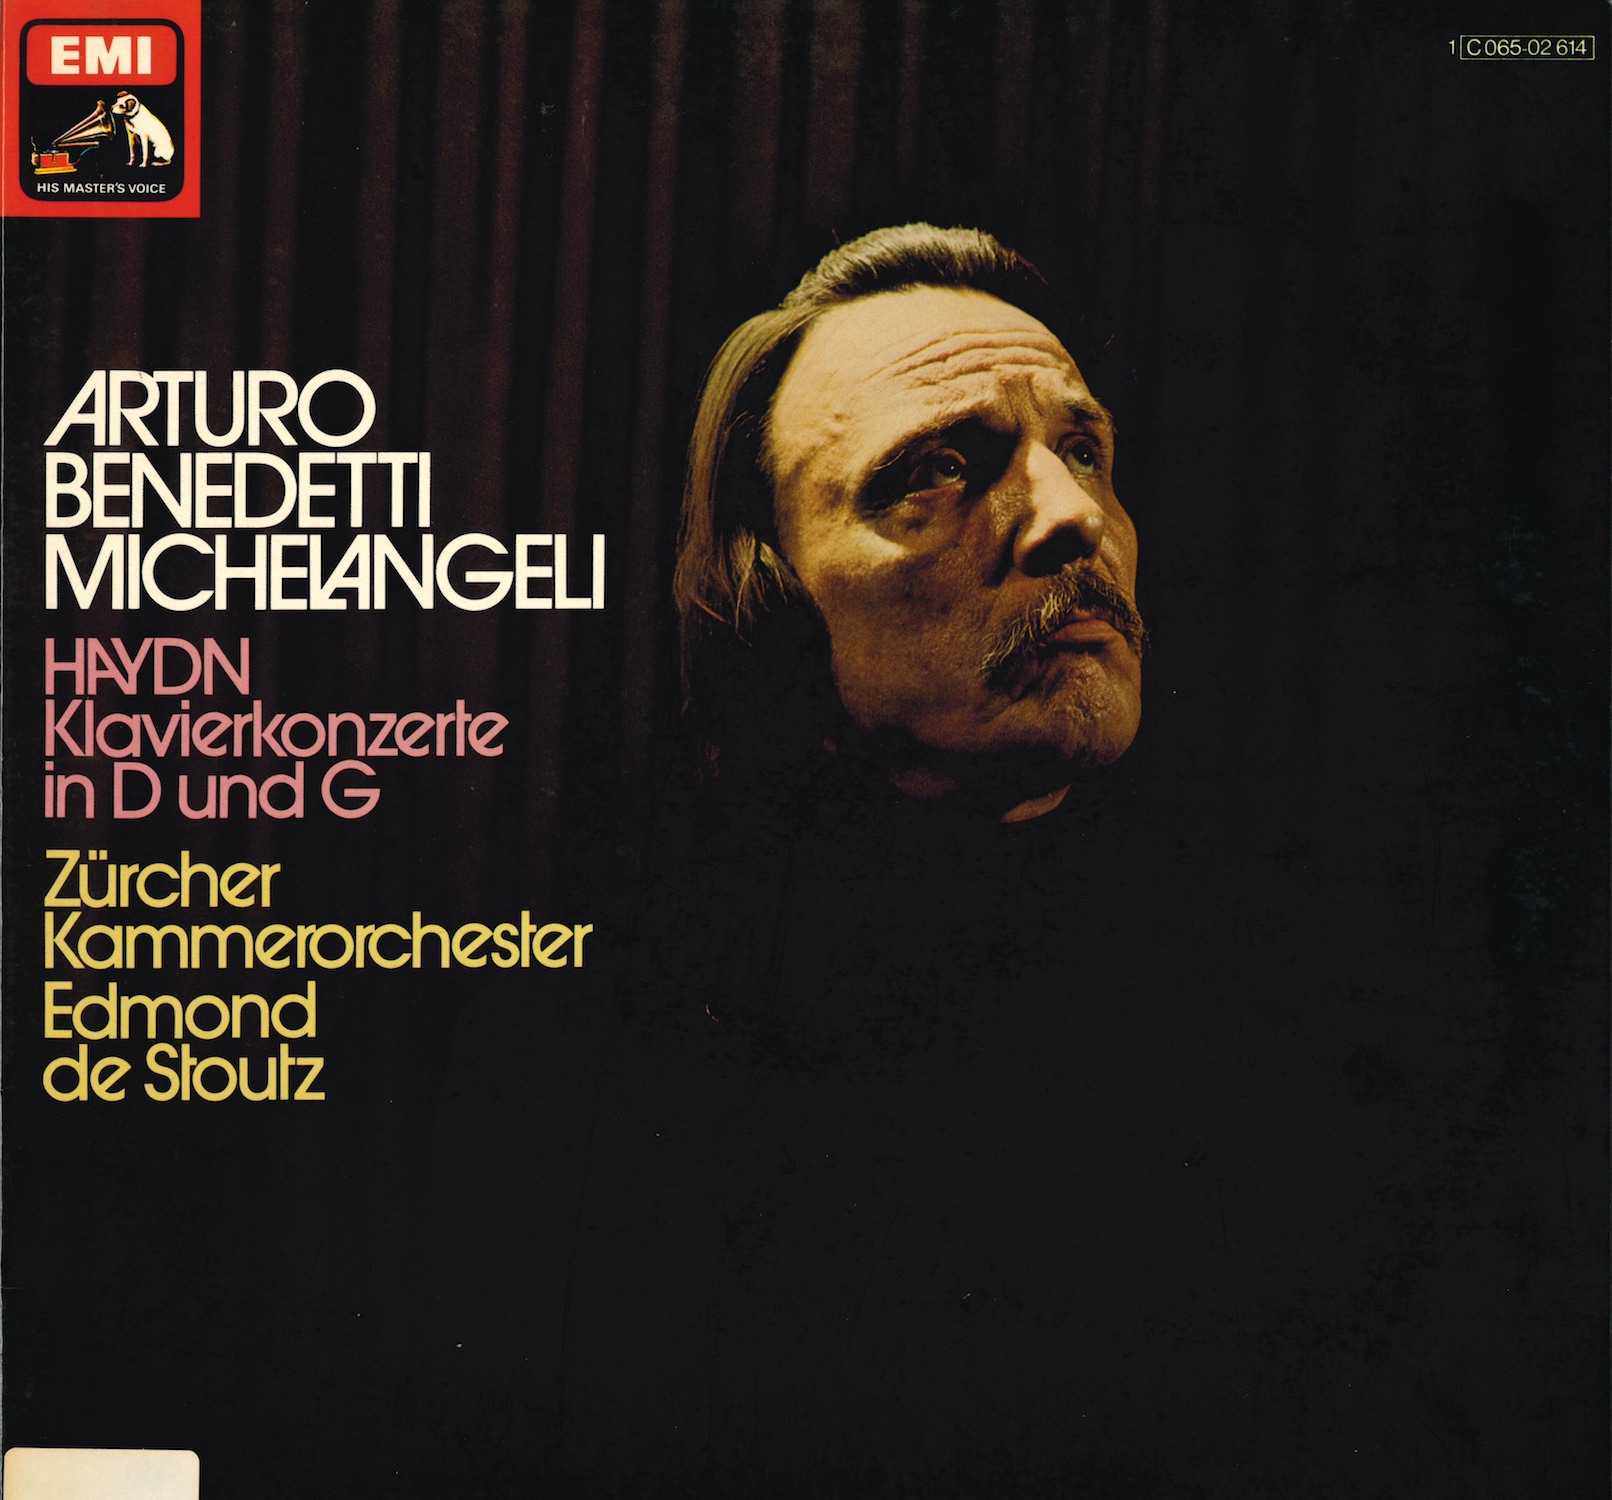 EMI
HIS MASTER'S VOICE
1 C 065-02 614
ARTURO
BENEDETTI
MICHELANGELI
HAYDN
Klavierkonzerte
in D und G
Zürcher
Kammerorchester
Edmond
de Stoutz